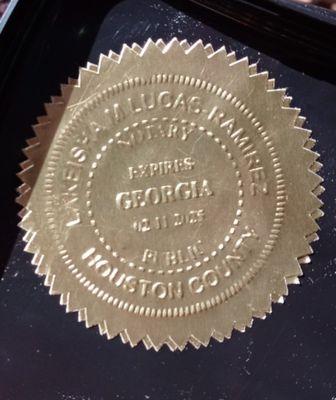 LAKEISHA M LUCAS-RAMIREZ
NOTARY
EXPIRES
GEORGIA
PUBLIC
HOUSTON COUNTY